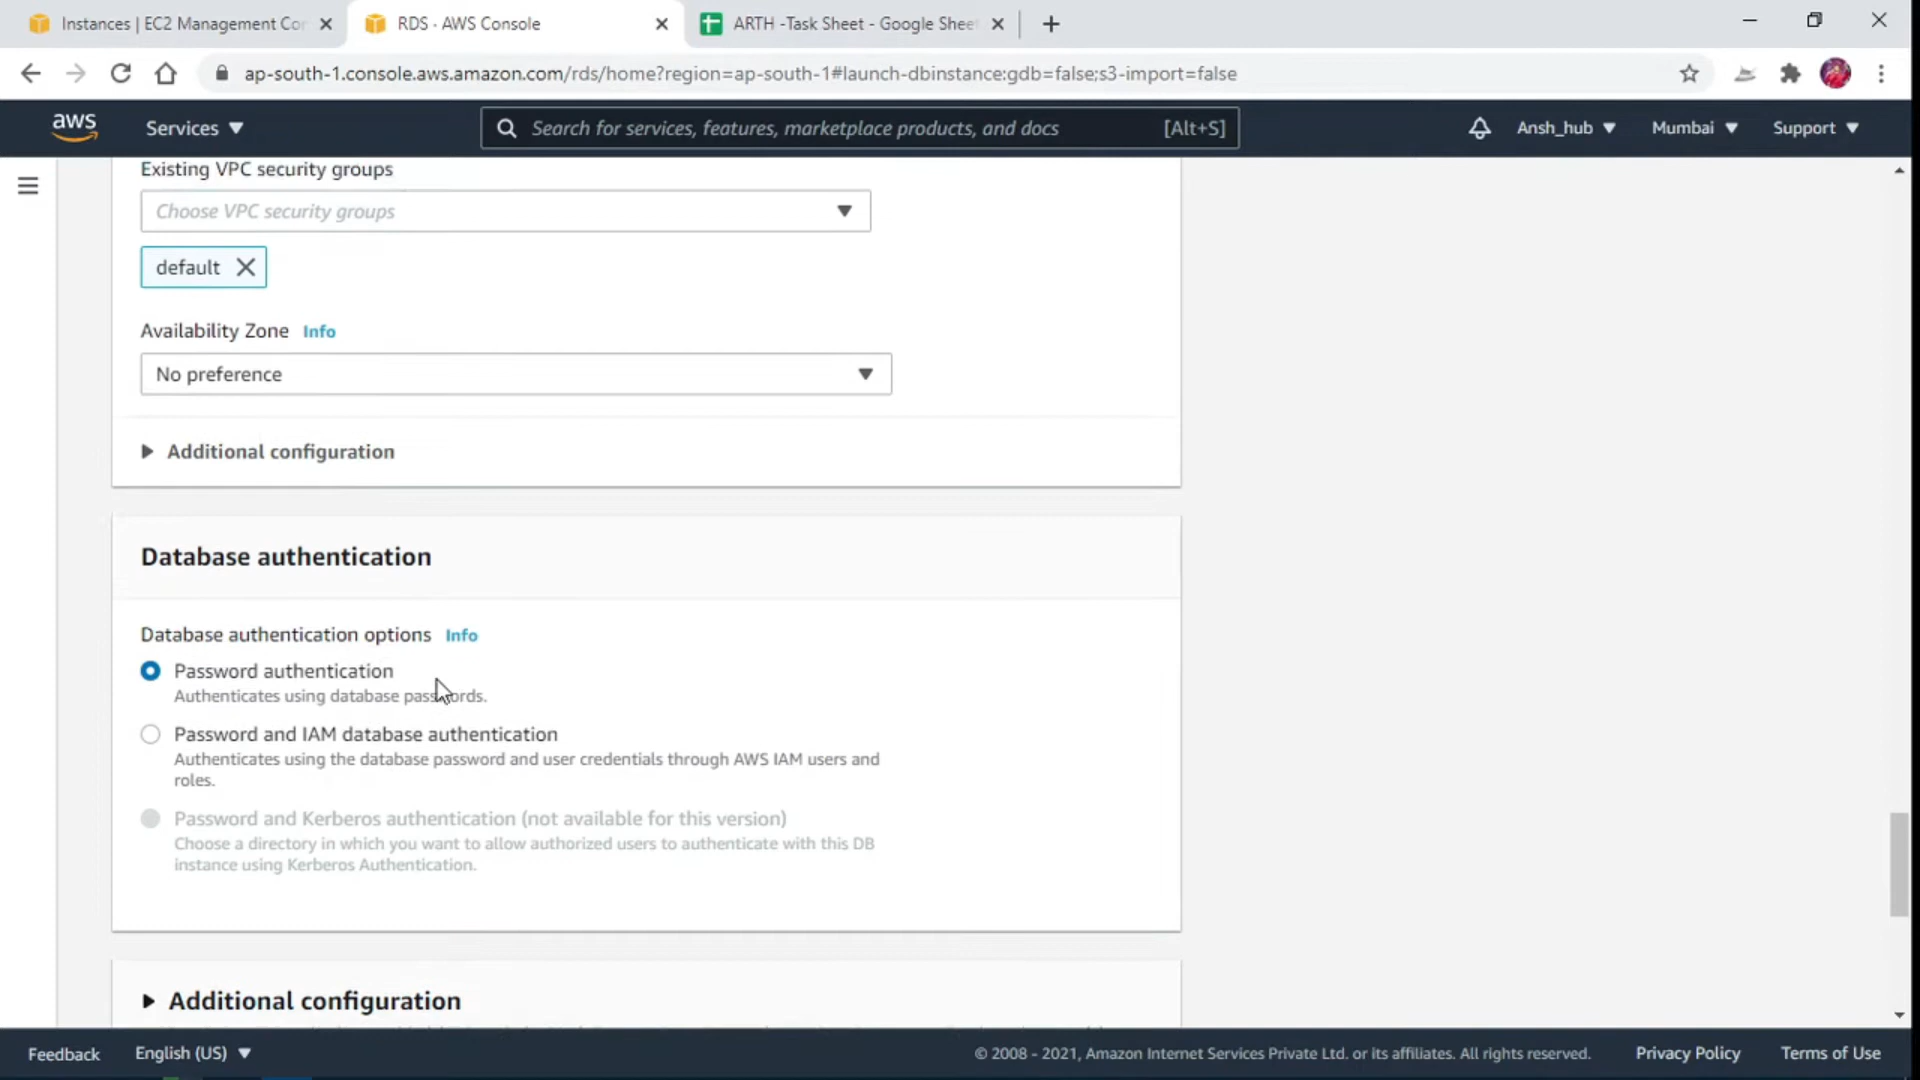 Instances | EC2 Management Con
RDS · AWS Console
ARTH -Task Sheet - Google Sheet
ap-south-1.console.aws.amazon.com/rds/home?region=ap-south-1#launch-dbinstance:gdb=false;s3-import=false
aws
Services
Search for services, features, marketplace products, and docs
[Alt+S]
Ansh_hub
Mumbai
Support
Existing VPC security groups
Choose VPC security groups
default
Availability Zone Info
No preference
Additional configuration
Database authentication
Database authentication options Info
Password authentication
Authenticates using database passwords.
Password and IAM database authentication
Authenticates using the database password and user credentials through AWS IAM users and
roles.
Password and Kerberos authentication (not available for this version)
Choose a directory in which you want to allow authorized users to authenticate with this DB
instance using Kerberos Authentication.
Additional configuration
Feedback
English (US)
© 2008 - 2021, Amazon Internet Services Private Ltd. or its affiliates. All rights reserved.
Privacy Policy
Terms of Use